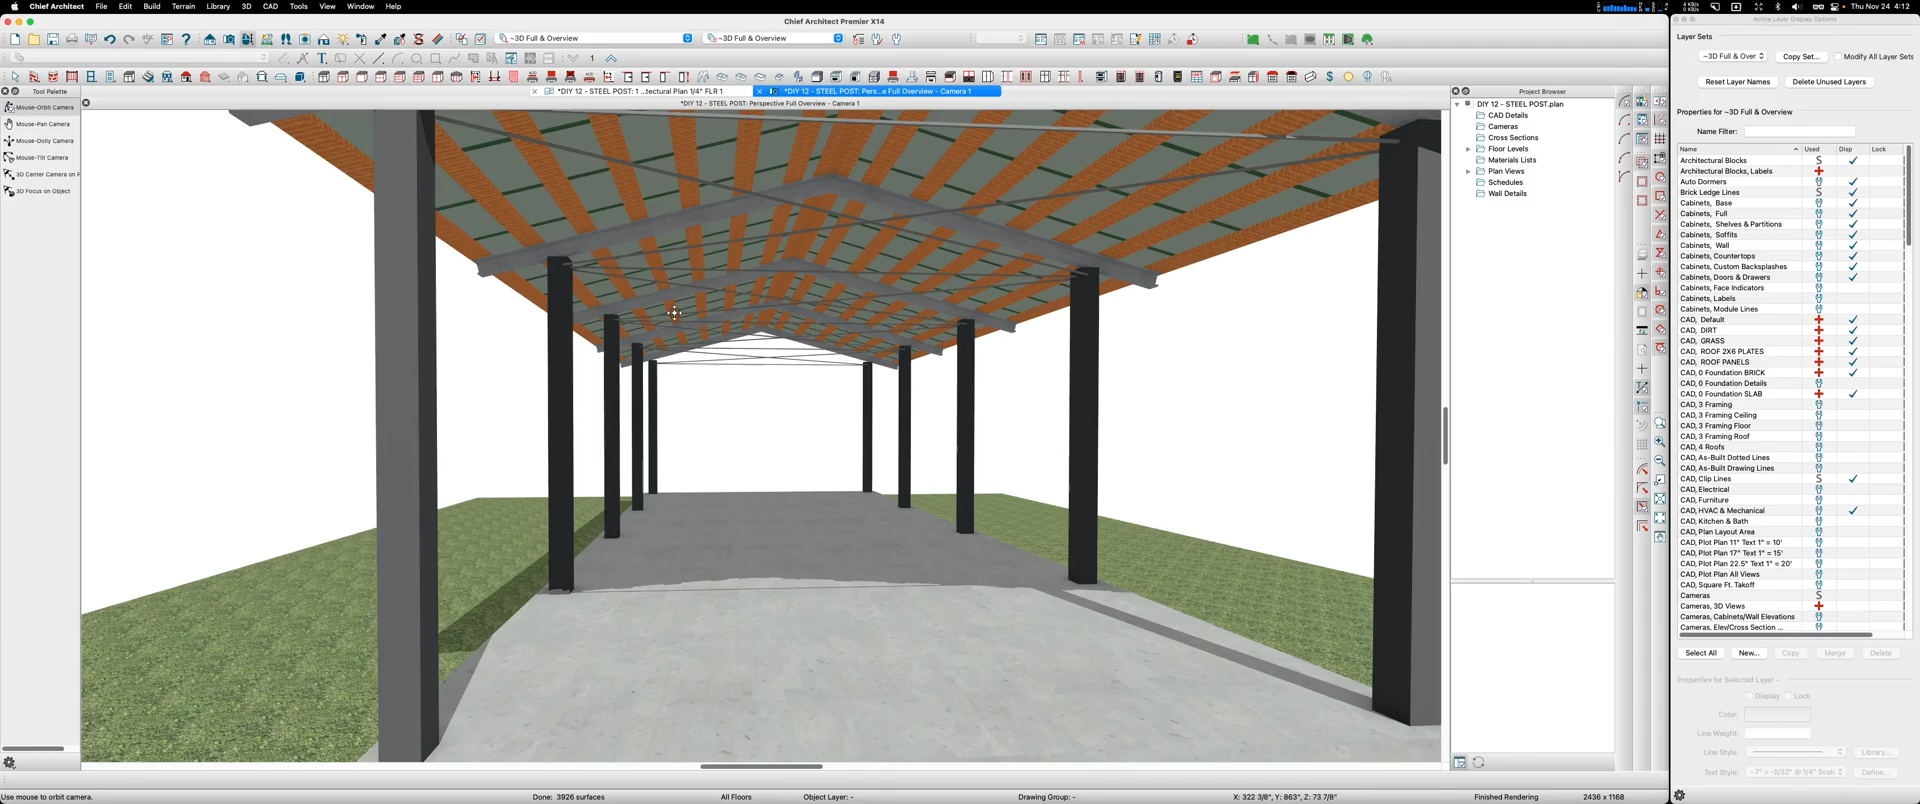 Chief Architect File Edit Build Terrain Library 3D CAD Tools View Window Help
4 KB/s
0 KB/s
Thu Nov 24 4:12
Chief Architect Premier X14
~3D Full & Overview
~3D Full & Overview
1
Tool Palette
Mouse-Orbit Camera
Mouse-Pan Camera
Mouse-Dolly Camera
Mouse-Tilt Camera
3D Center Camera on P
3D Focus on Object
*DIY 12 - STEEL POST: 1 ...tectural Plan 1/4" FLR 1
*DIY 12 - STEEL POST: Pers...e Full Overview - Camera 1
*DIY 12 - STEEL POST: Perspective Full Overview - Camera 1
Project Browser
DIY 12 - STEEL POST.plan
CAD Details
Cameras
Cross Sections
Floor Levels
Materials Lists
Plan Views
Schedules
Wall Details
Active Layer Display Options
Layer Sets
~3D Full & Over
Copy Set...
Modify All Layer Sets
Reset Layer Names
Delete Unused Layers
Properties for ~3D Full & Overview
Name Filter:
Name Used Disp Lock
Architectural Blocks S
Architectural Blocks, Labels
Auto Dormers
Brick Ledge Lines S
Cabinets, Base
Cabinets, Full
Cabinets, Shelves & Partitions
Cabinets, Soffits
Cabinets, Wall
Cabinets, Countertops
Cabinets, Custom Backsplashes
Cabinets, Doors & Drawers
Cabinets, Face Indicators
Cabinets, Labels
Cabinets, Module Lines
CAD, Default
CAD, DIRT
CAD, GRASS
CAD, ROOF 2X6 PLATES
CAD, ROOF PANELS
CAD, 0 Foundation BRICK
CAD, 0 Foundation Details
CAD, 0 Foundation SLAB
CAD, 3 Framing
CAD, 3 Framing Ceiling
CAD, 3 Framing Floor
CAD, 3 Framing Roof
CAD, 4 Roofs
CAD, As-Built Dotted Lines
CAD, As-Built Drawing Lines
CAD, Clip Lines S
CAD, Electrical
CAD, Furniture
CAD, HVAC & Mechanical
CAD, Kitchen & Bath
CAD, Plan Layout Area
CAD, Plot Plan 11" Text 1" = 10'
CAD, Plot Plan 17" Text 1" = 15'
CAD, Plot Plan 22.5" Text 1" = 20'
CAD, Plot Plan All Views
CAD, Square Ft. Takeoff
Cameras S
Cameras, 3D Views
Cameras, Cabinets/Wall Elevations
Cameras, Elev/Cross Section ...
Select All
New...
Copy
Merge
Delete
Properties for Selected Layer -
Display Lock
Color:
Line Weight:
Line Style:
Library...
Text Style:
Define...
Use mouse to orbit camera.
Done: 3926 surfaces
All Floors
Object Layer: -
Drawing Group: -
X: 322 3/8", Y: 863", Z: 73 7/8"
Finished Rendering
2436 x 1168